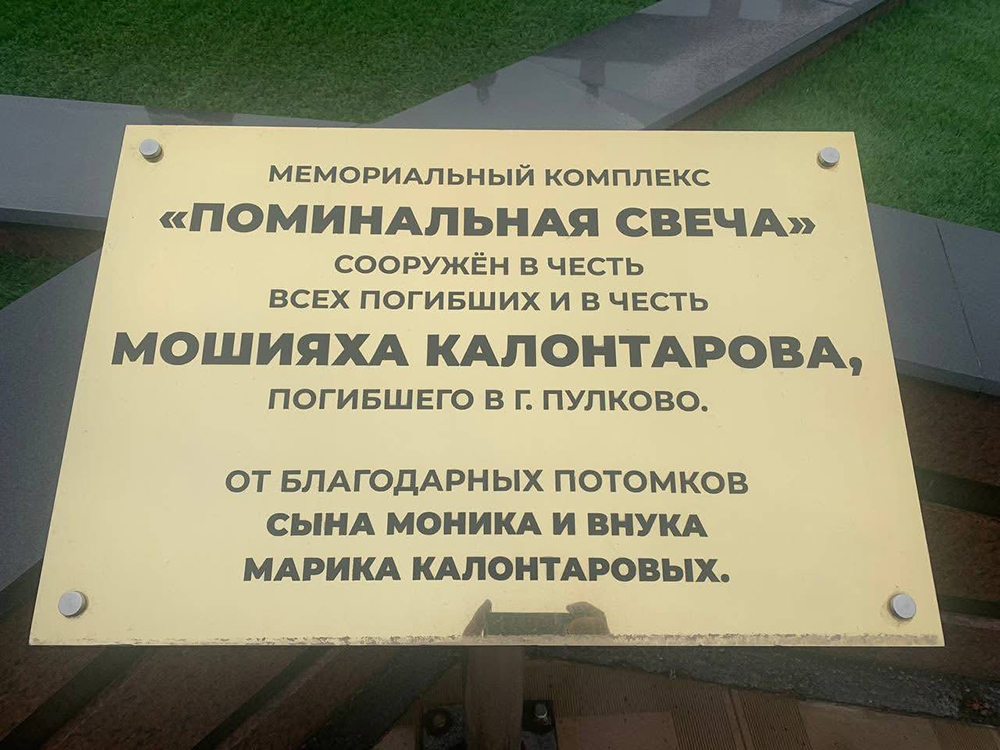 МЕМОРИАЛЬНЫЙ КОМПЛЕКС
«ПОМИНАЛЬНАЯ СВЕЧА»
СООРУЖЁН В ЧЕСТЬ
ВСЕХ ПОГИБШИХ И В ЧЕСТЬ
МОШИЯХА КАЛОНТАРОВА,
ПОГИБШЕГО В Г. ПУЛКОВО.
ОТ БЛАГОДАРНЫХ ПОТОМКОВ
СЫНА МОНИКА И ВНУКА
МАРИКА КАЛОНТАРОВЫХ.